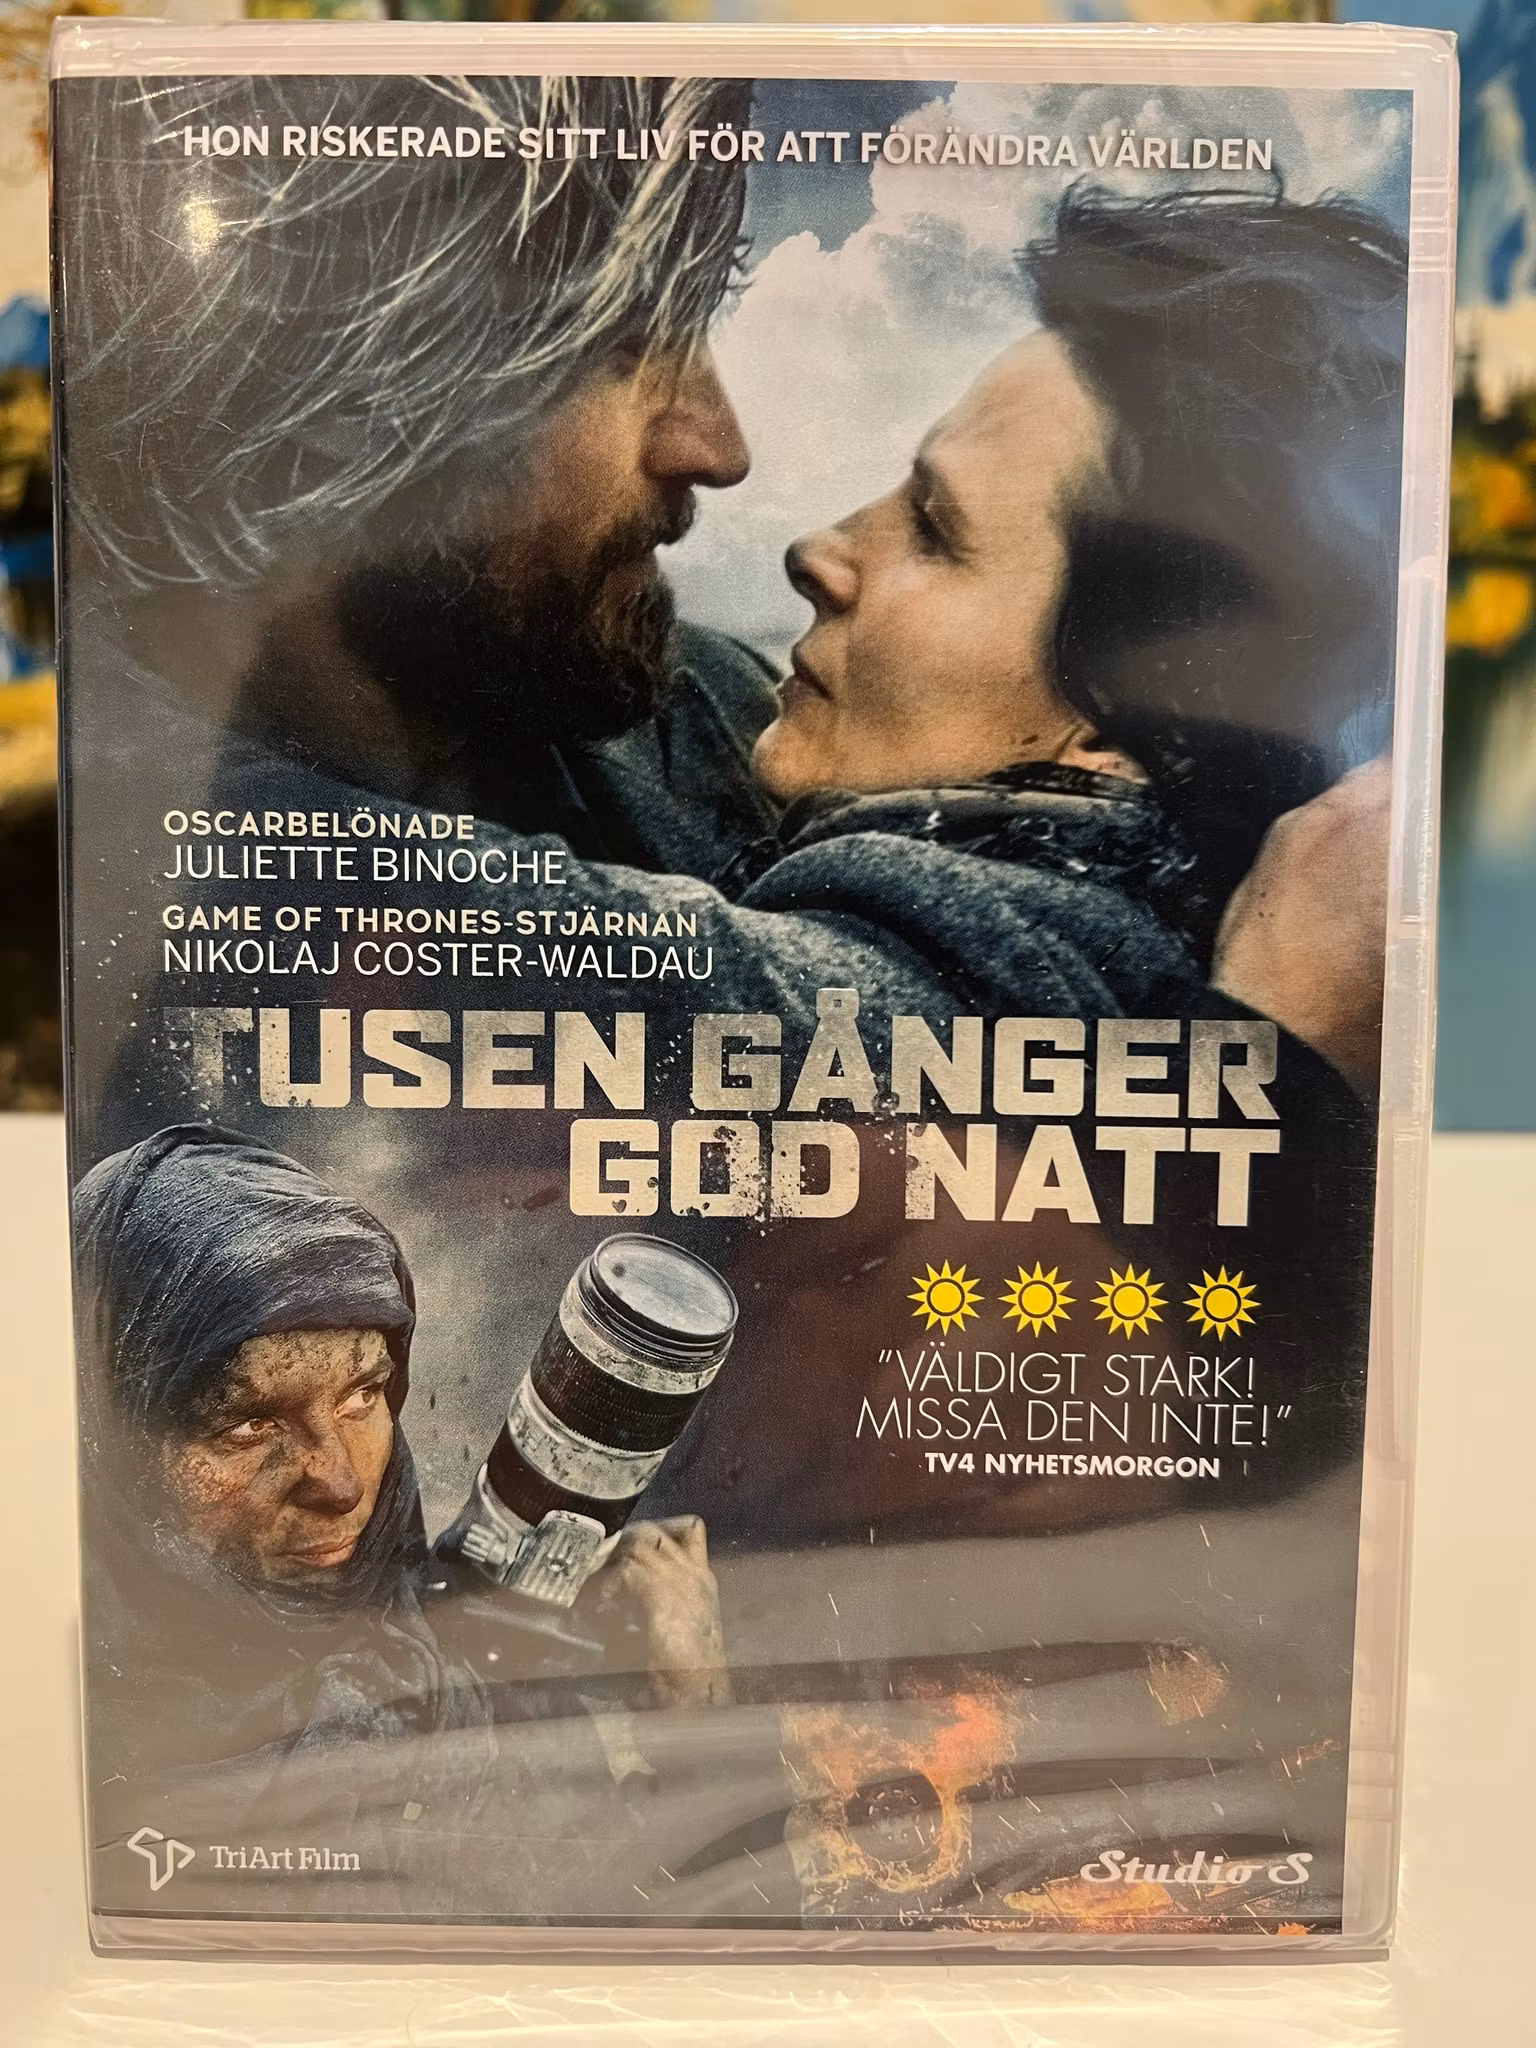 HON RISKERADE SITT LIV FÖR ATT FÖRÄNDRA VÄRLDEN
OSCARBELÖNADE
JULIETTE BINOCHE
GAME OF THRONES-STJÄRNAN
NIKOLAJ COSTER-WALDAU
TUSEN GÅNGER
GOD NATT
"VÄLDIGT STARK!
MISSA DEN INTE!"
TV4 NYHETSMORGON
TriArt Film
Studio S